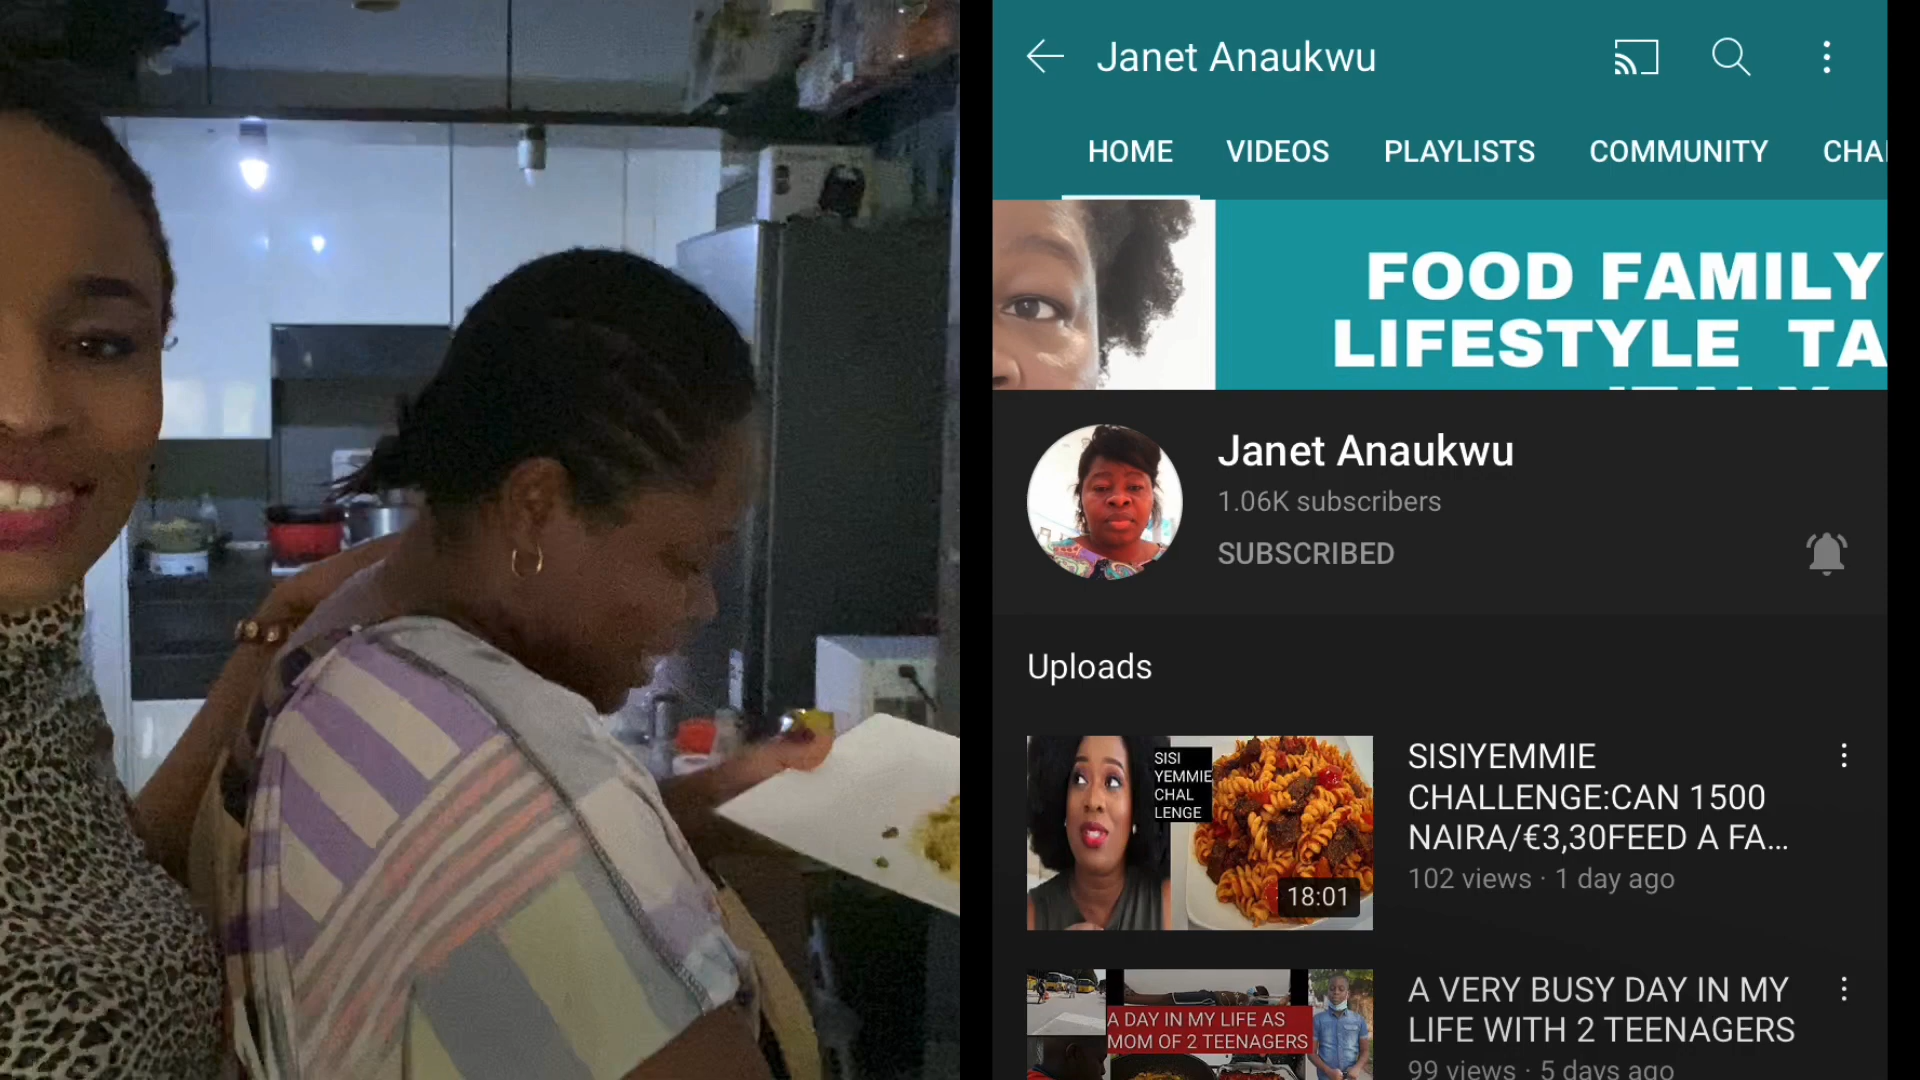 Janet Anaukwu
HOME VIDEOS PLAYLISTS COMMUNITY
FOOD FAMILY
LIFESTYLE TA
Janet Anaukwu
1.06K subscribers
SUBSCRIBED
Uploads
SISI
YEMMIE
CHAL
LENGE
18:01
SISIYEMMIE
CHALLENGE:CAN 1500
NAIRA/€3,30FEED A FA...
102 views · 1 day ago
A DAY IN MY LIFE AS
MOM OF 2 TEENAGERS
A VERY BUSY DAY IN MY
LIFE WITH 2 TEENAGERS
99 views · 5 days ago